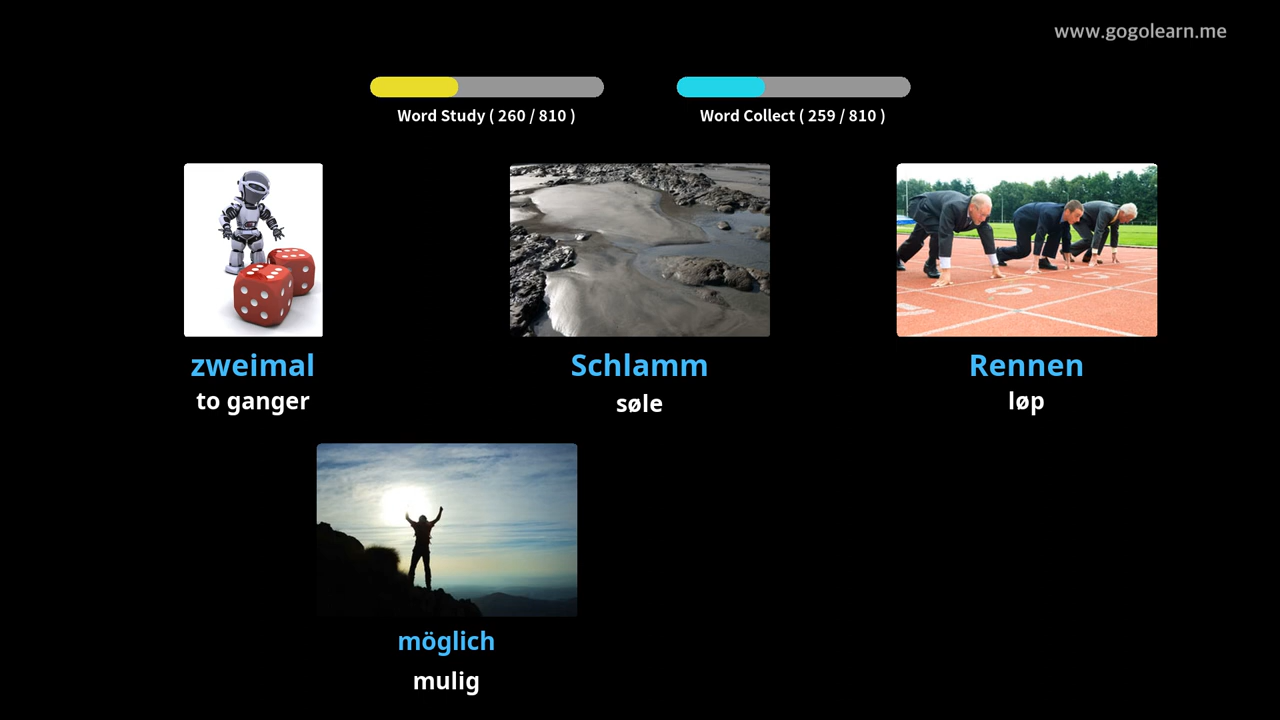 www.gogolearn.me
Word Study ( 260 / 810 )
Word Collect ( 259 / 810 )
zweimal
to ganger
Schlamm
søle
Rennen
løp
möglich
mulig